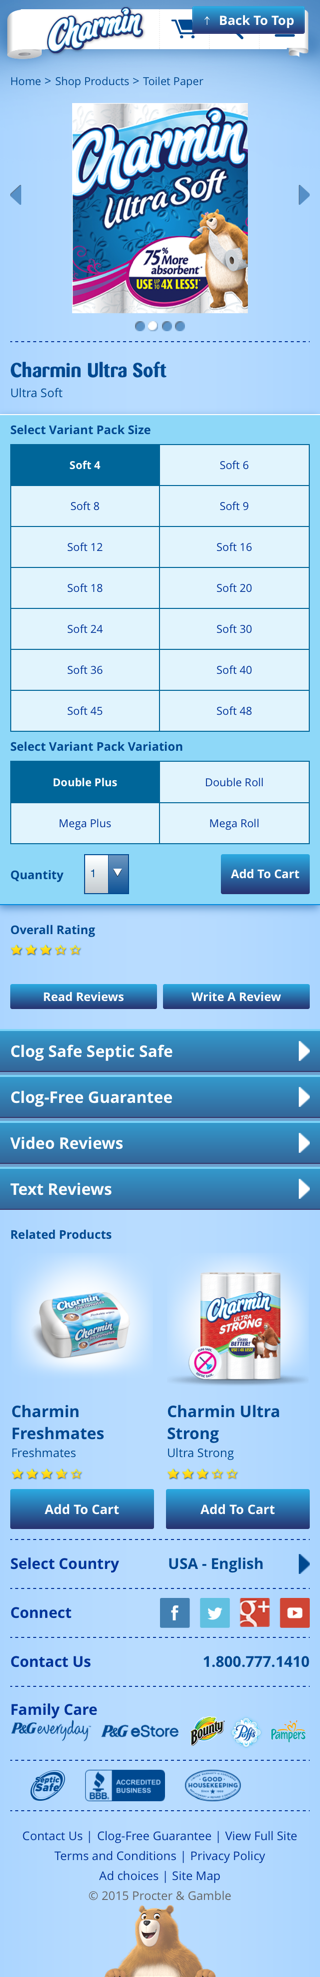 Charmin
↑ Back To Top
Home > Shop Products > Toilet Paper
Charmin
Ultra Soft
75% More
absorbent*
USE UP TO 4X LESS!*
Charmin Ultra Soft
Ultra Soft
Select Variant Pack Size
Soft 4
Soft 6
Soft 8
Soft 9
Soft 12
Soft 16
Soft 18
Soft 20
Soft 24
Soft 30
Soft 36
Soft 40
Soft 45
Soft 48
Select Variant Pack Variation
Double Plus
Double Roll
Mega Plus
Mega Roll
Quantity
1
Add To Cart
Overall Rating
Read Reviews
Write A Review
Clog Safe Septic Safe
Clog-Free Guarantee
Video Reviews
Text Reviews
Related Products
Charmin
Charmin
Charmin
ULTRA
STRONG
Charmin
Freshmates
Charmin Ultra
Strong
Freshmates
Ultra Strong
Add To Cart
Add To Cart
Select Country
USA - English
Connect
f
g+
Contact Us
1.800.777.1410
Family Care
P&G everyday
P&G eStore
Bounty
Puffs
Pampers
Septic
Safe
BBB.
ACCREDITED
BUSINESS
GOOD
HOUSEKEEPING
Contact Us | Clog-Free Guarantee | View Full Site
Terms and Conditions | Privacy Policy
Ad choices | Site Map
© 2015 Procter & Gamble